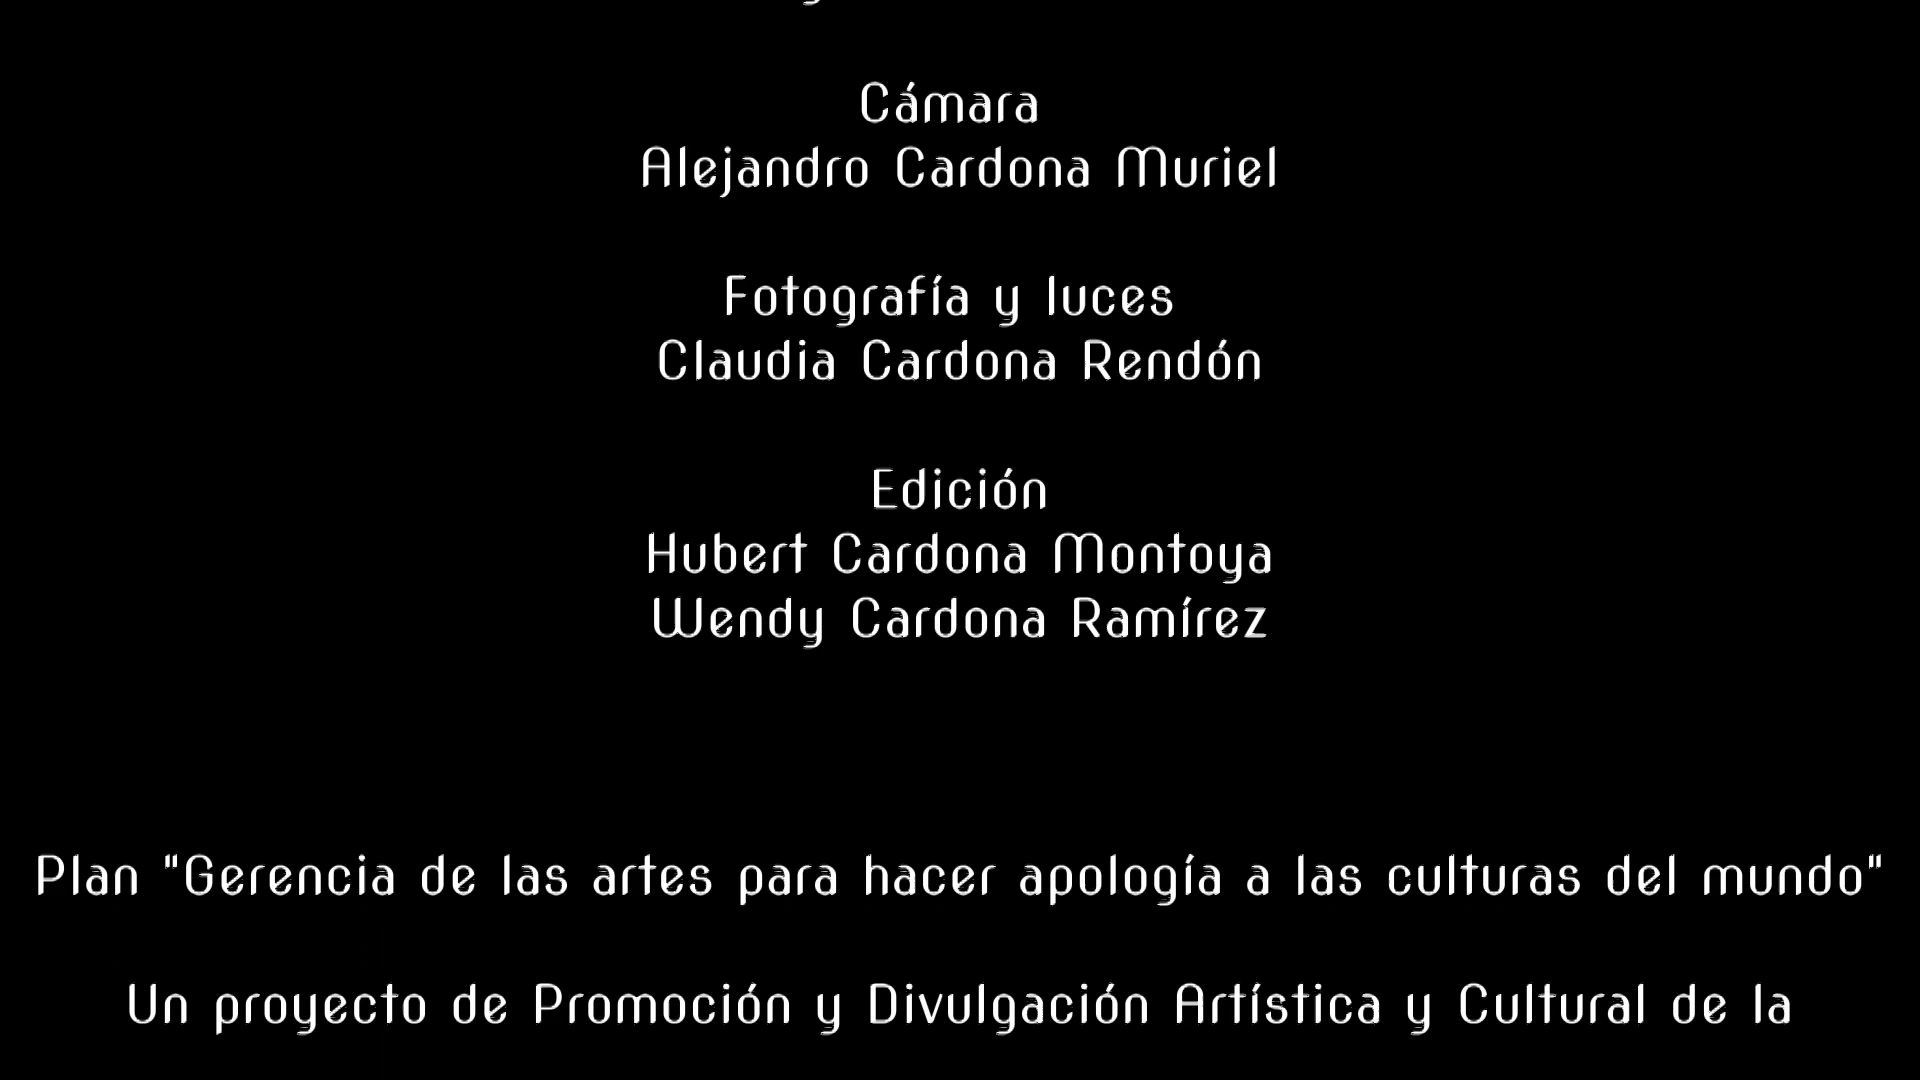 Cámara
Alejandro Cardona Muriel
Fotografía y luces
Claudia Cardona Rendón
Edición
Hubert Cardona Montoya
Wendy Cardona Ramírez
Plan "Gerencia de las artes para hacer apología a las culturas del mundo"
Un proyecto de Promoción y Divulgación Artística y Cultural de la